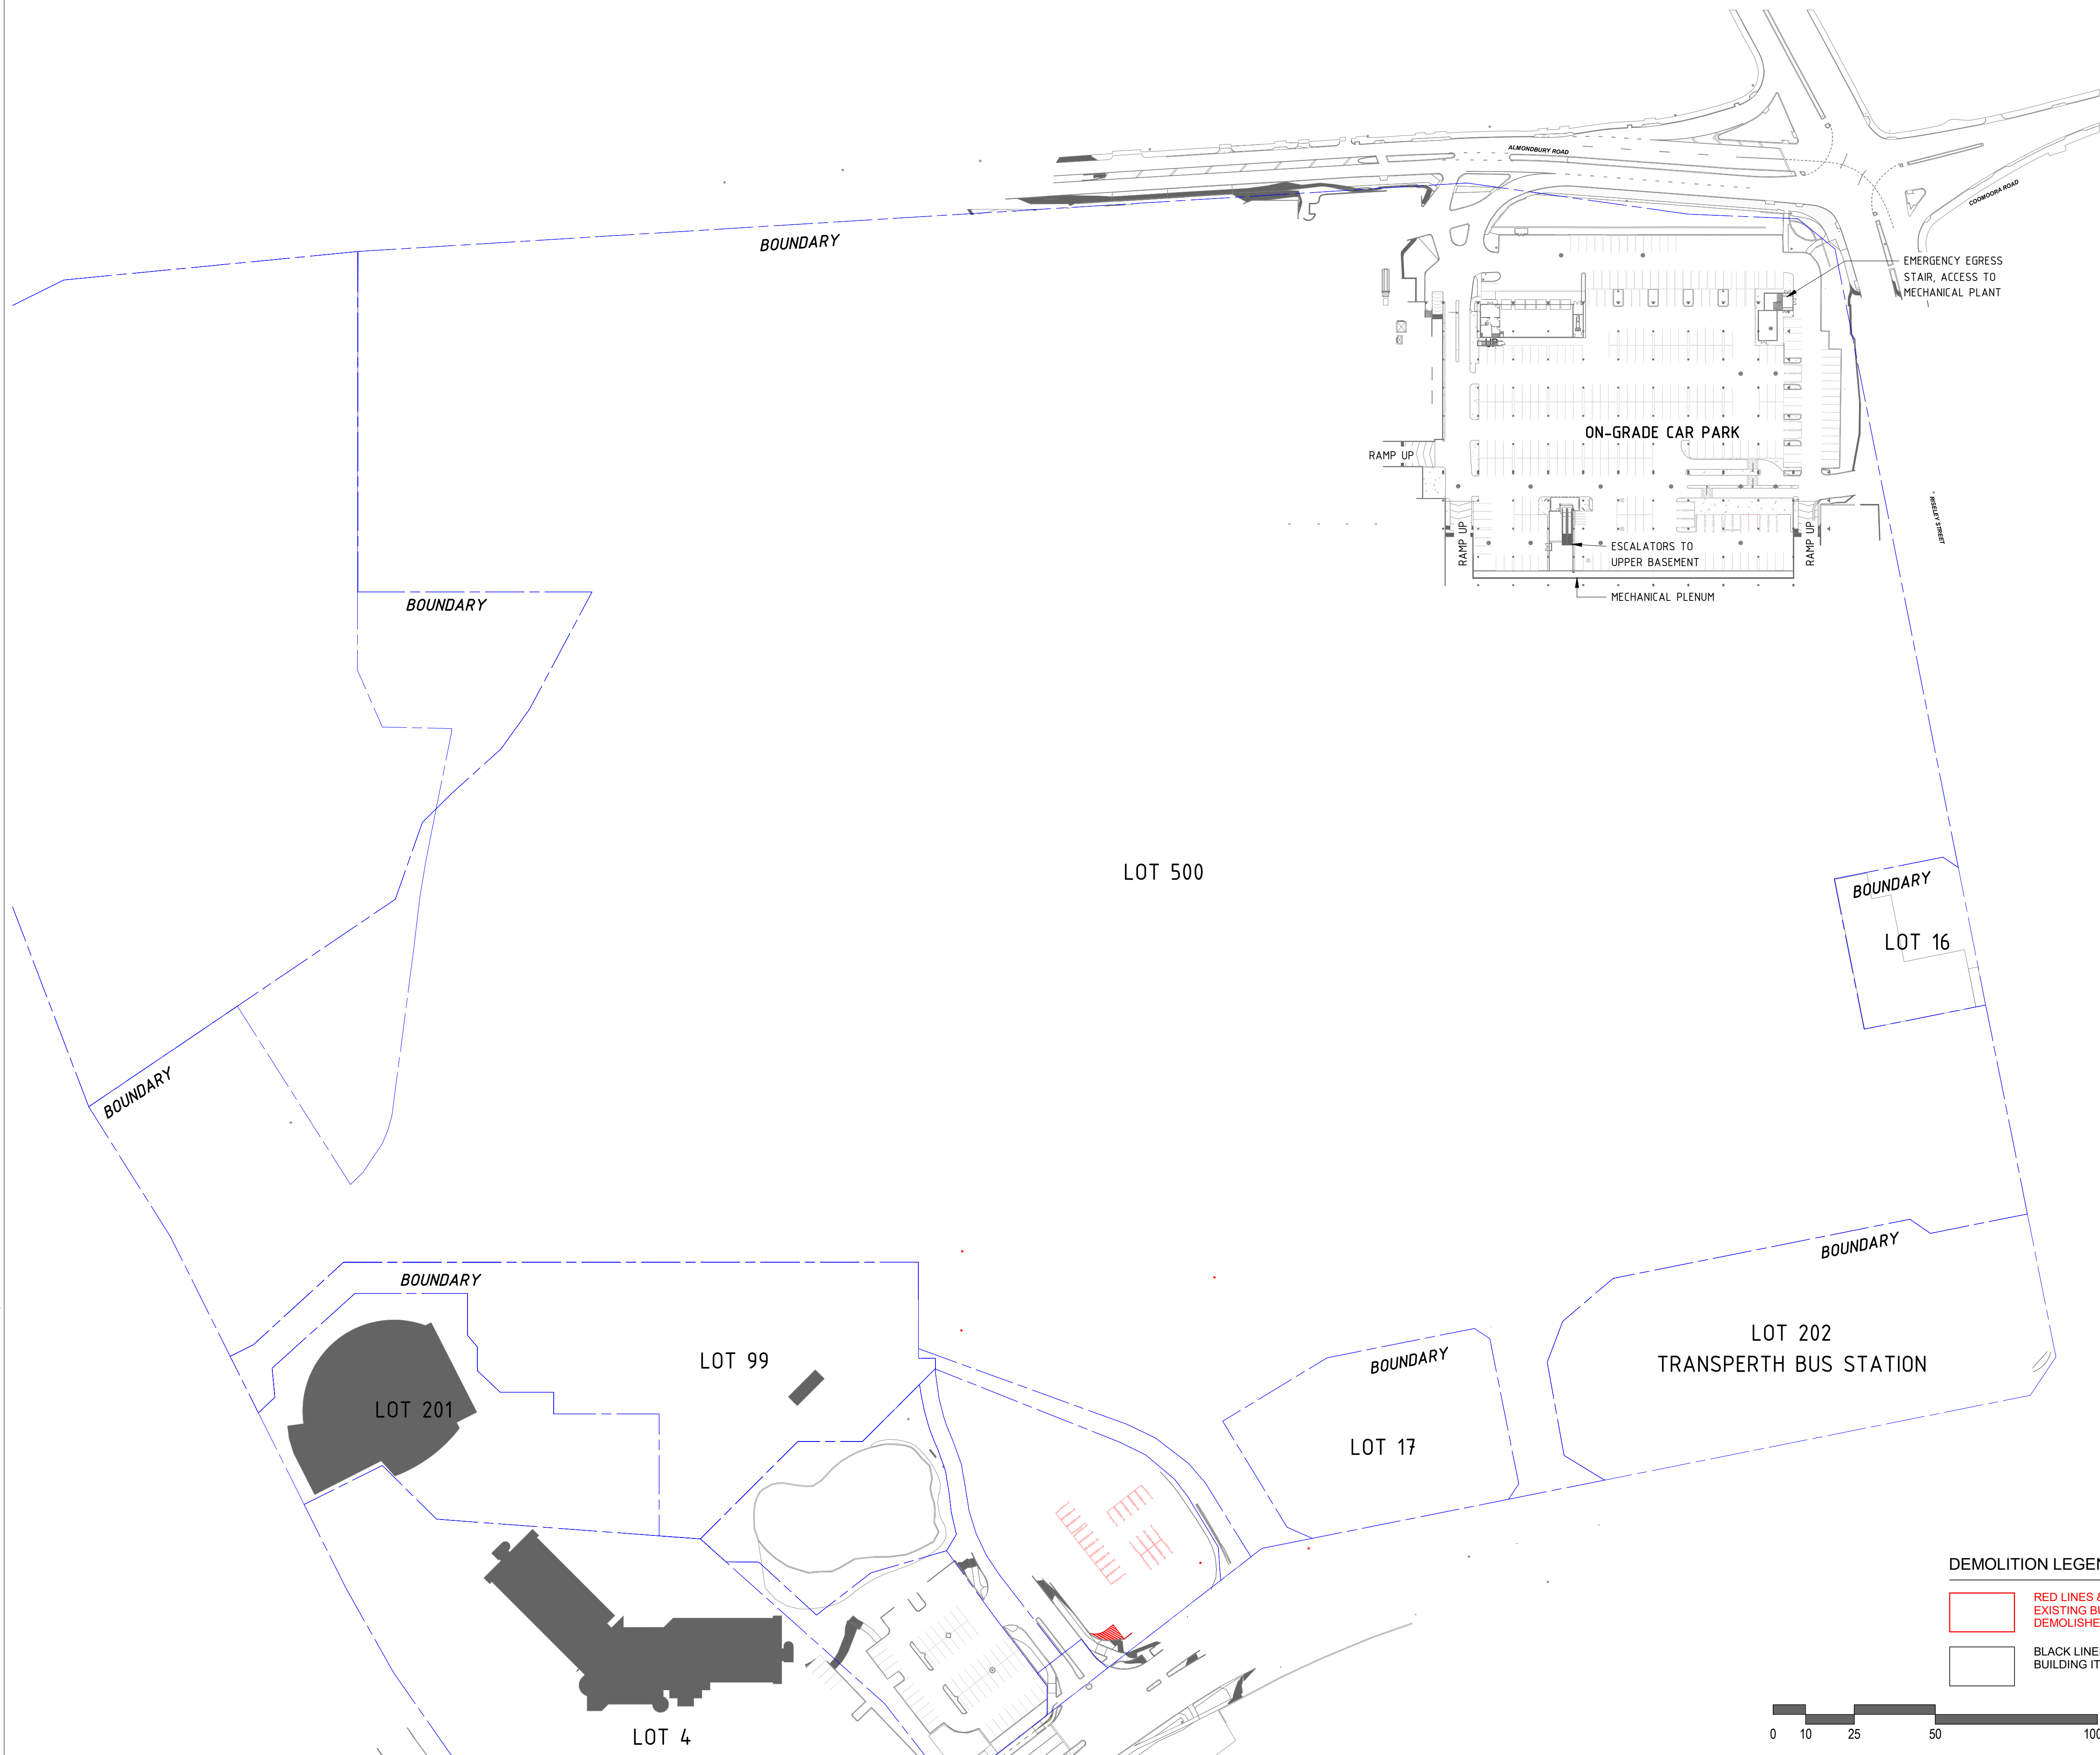 ALMONDBURY ROAD
COOMOORA ROAD
BOUNDARY
EMERGENCY EGRESS
STAIR, ACCESS TO
MECHANICAL PLANT
UP
ON-GRADE CAR PARK
RAMP UP
RISELEY STREET
RAMP UP
RAMP UP
ESCALATORS TO
UPPER BASEMENT
MECHANICAL PLENUM
BOUNDARY
LOT 500
BOUNDARY
LOT 16
BOUNDARY
BOUNDARY
BOUNDARY
LOT 202
TRANSPERTH BUS STATION
LOT 99
BOUNDARY
LOT 201
LOT 17
DEMOLITION LEGEN
RED LINES &
EXISTING BU
DEMOLISHE
BLACK LINE
BUILDING IT
LOT 4
0 10 25 50 100